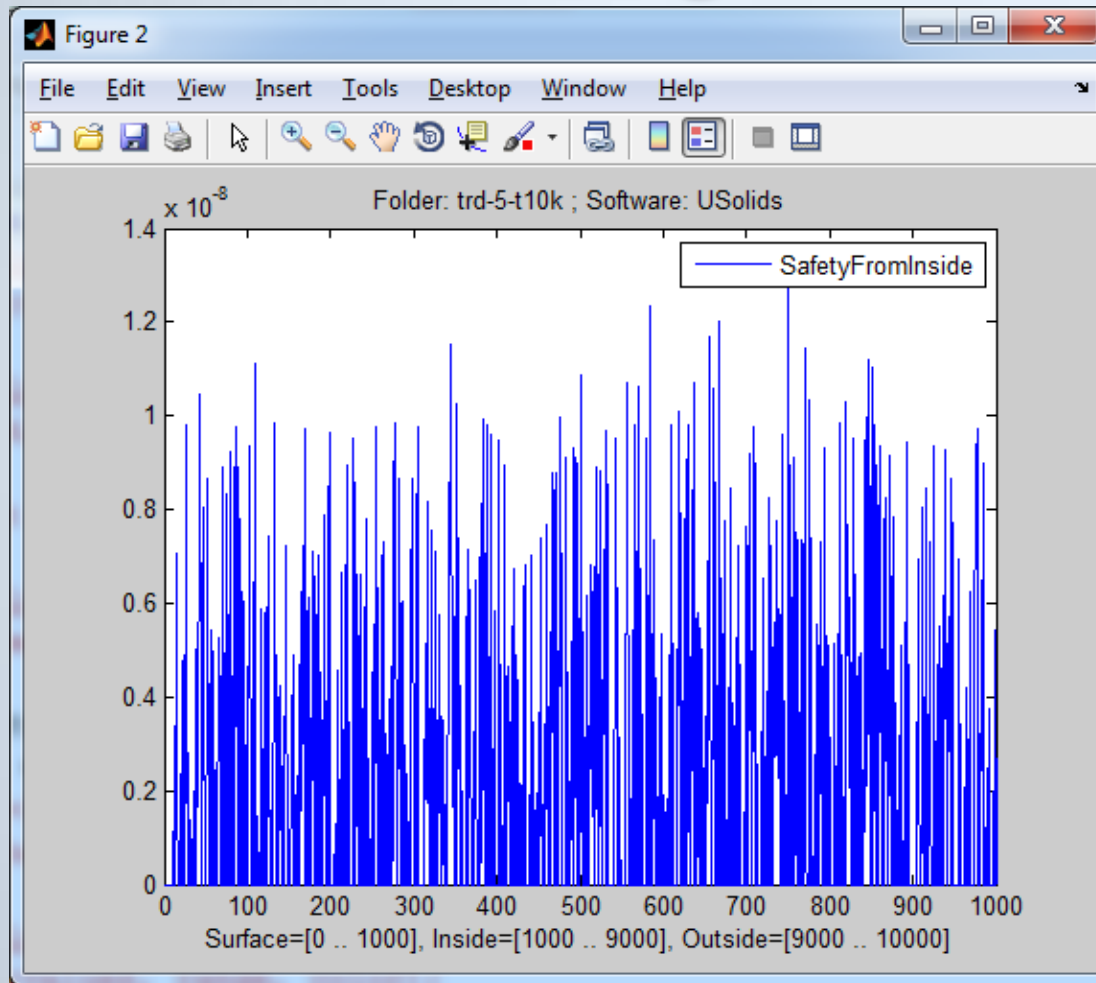 Figure 2
File Edit View Insert Tools Desktop Window Help
x 10^-8
Folder: trd-5-t10k ; Software: USolids
SafetyFromInside
1.4
1.2
1
0.8
0.6
0.4
0.2
0
0 100 200 300 400 500 600 700 800 900 1000
Surface=[0 .. 1000], Inside=[1000 .. 9000], Outside=[9000 .. 10000]